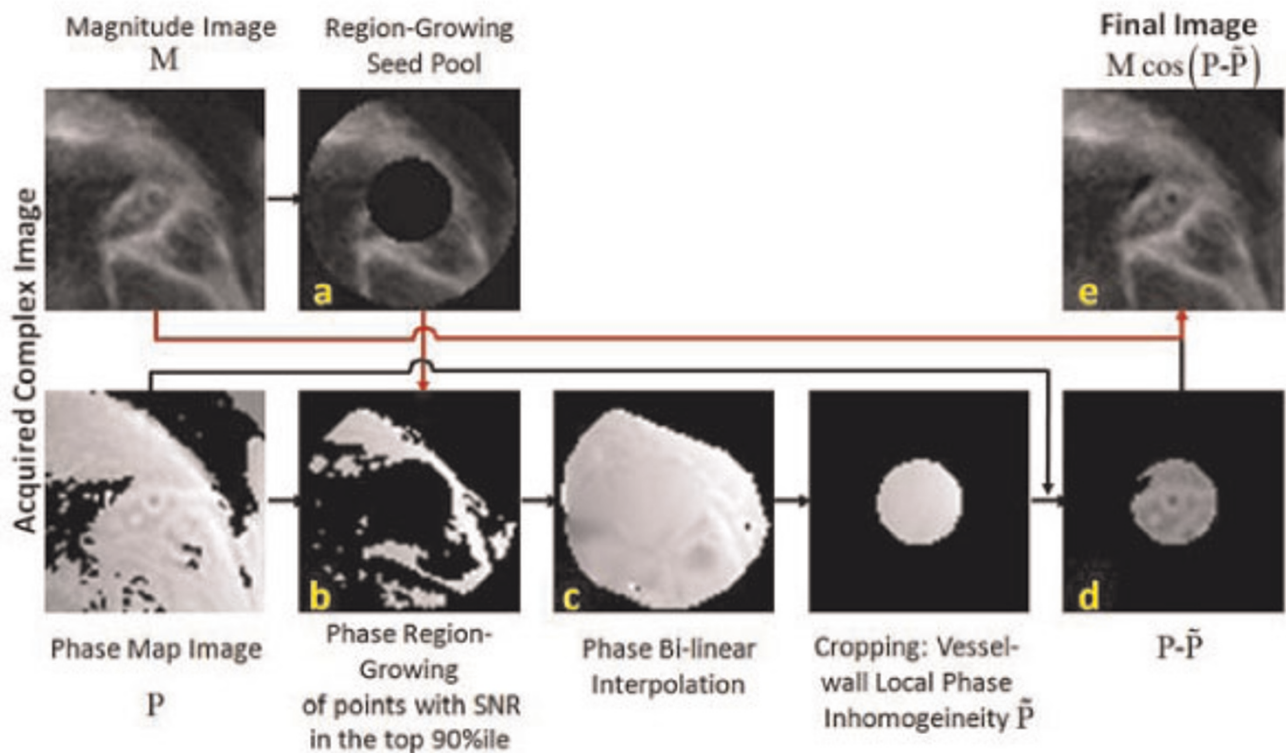 Magnitude Image
M
Region-Growing
Seed Pool
Final Image
M cos(P-P̃)
Acquired Complex Image
a
e
b
c
d
Phase Map Image
P
Phase Region-
Growing
of points with SNR
in the top 90%ile
Phase Bi-linear
Interpolation
Cropping: Vessel-
wall Local Phase
Inhomogeineity P̃
P-P̃